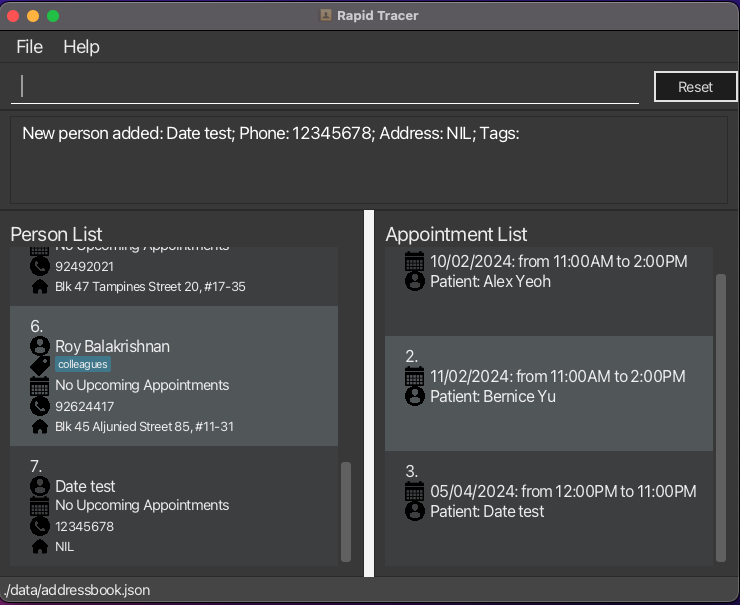 Rapid Tracer
File Help
Reset
New person added: Date test; Phone: 12345678; Address: NIL; Tags:
Person List
No Upcoming Appointments
92492021
Blk 47 Tampines Street 20, #17-35
6.
Roy Balakrishnan
colleagues
No Upcoming Appointments
92624417
Blk 45 Aljunied Street 85, #11-31
7.
Date test
No Upcoming Appointments
12345678
NIL
Appointment List
10/02/2024: from 11:00AM to 2:00PM
Patient: Alex Yeoh
2.
11/02/2024: from 11:00AM to 2:00PM
Patient: Bernice Yu
3.
05/04/2024: from 12:00PM to 11:00PM
Patient: Date test
./data/addressbook.json